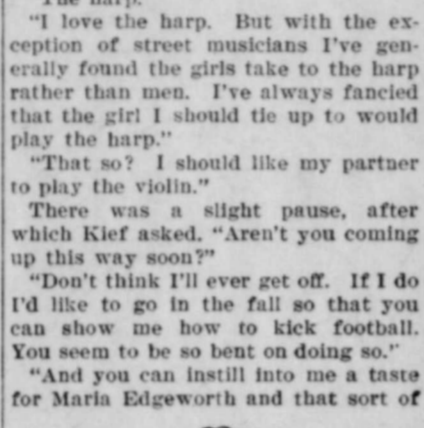 The harp.
"I love the harp. But with the ex-
ception of street musicians I've gen-
erally found the girls take to the harp
rather than men. I've always fancied
that the girl I should tie up to would
play the harp."
"That so? I should like my partner
to play the violin."
There was a slight pause, after
which Kief asked, "Aren't you coming
up this way soon?"
"Don't think I'll ever get off. If I do
I'd like to go in the fall so that you
can show me how to kick football.
You seem to be so bent on doing so."
"And you can instill into me a taste
for Maria Edgeworth and that sort of